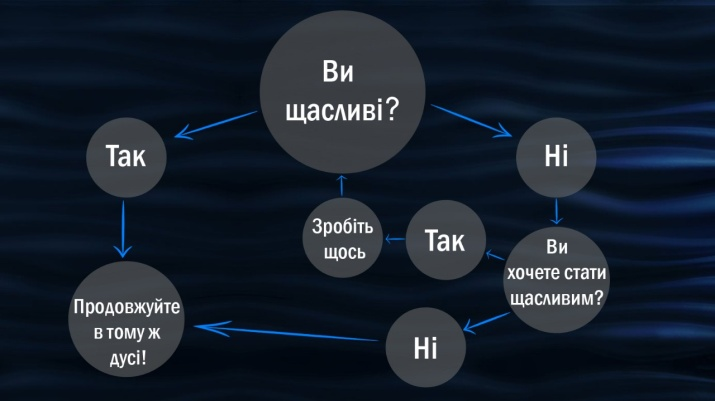 Ви
щасливі?
Так
Ні
Зробіть
щось
Так
Ви
хочете стати
щасливим?
Продовжуйте
в тому ж
дусі!
Ні